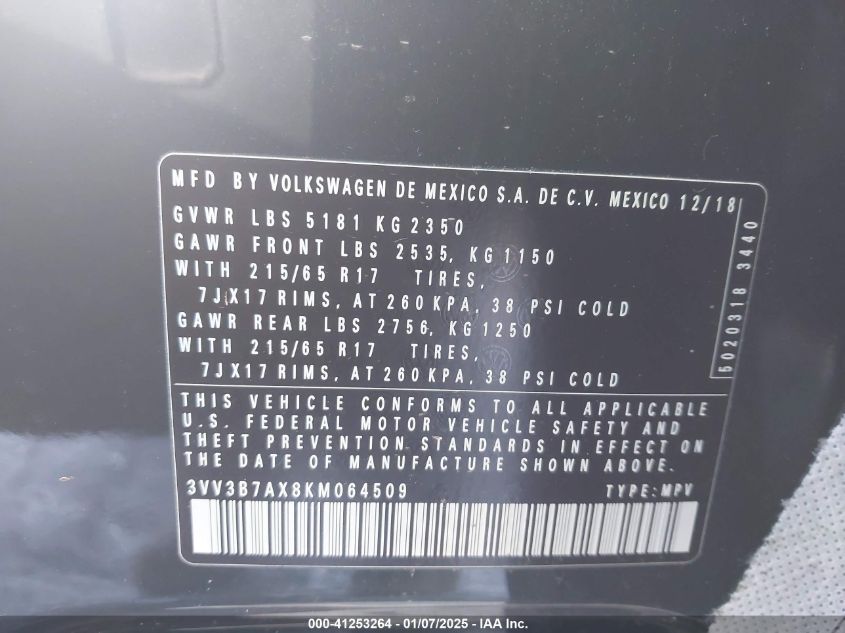 MFD BY VOLKSWAGEN DE MEXICO S.A. DE C.V. MEXICO 12/18
GVWR LBS 5181 KG 2350
GAWR FRONT LBS 2535, KG 1150
WITH 215/65 R17 TIRES,
7JX17 RIMS, AT 260 KPA, 38 PSI COLD
GAWR REAR LBS 2756, KG 1250
WITH 215/65 R17 TIRES,
7JX17 RIMS, AT 260 KPA, 38 PSI COLD
5020318 3440
THIS VEHICLE CONFORMS TO ALL APPLICABLE
U.S. FEDERAL MOTOR VEHICLE SAFETY AND
THEFT PREVENTION STANDARDS IN EFFECT ON
THE DATE OF MANUFACTURE SHOWN ABOVE.
3VV3B7AX8KM064509 TYPE: MPV
000-41253264 - 01/07/2025 - IAA Inc.